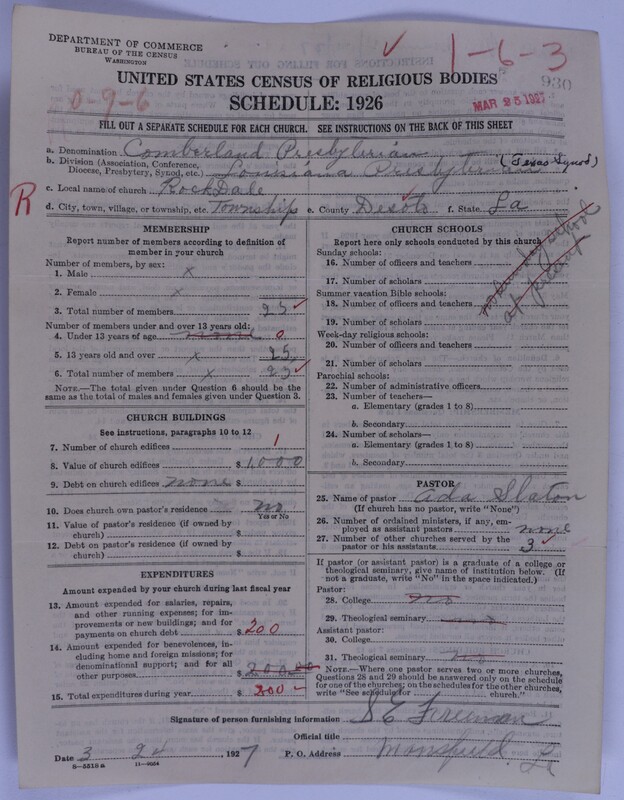 DEPARTMENT OF COMMERCE
BUREAU OF THE CENSUS
WASHINGTON
1-6-3
930
UNITED STATES CENSUS OF RELIGIOUS BODIES
0-9-6
SCHEDULE: 1926
MAR 25 1927
FILL OUT A SEPARATE SCHEDULE FOR EACH CHURCH. SEE INSTRUCTIONS ON THE BACK OF THIS SHEET
a. Denomination Comberland Presbyterian
b. Division (Association, Conference, Diocese, Presbytery, Synod, etc.) Louisiana Presbyterian (Texas Synod)
c. Local name of church RockDale
R
d. City, town, village, or township, etc. Township e. County Desoto f. State La
MEMBERSHIP
Report number of members according to definition of
member in your church
Number of members, by sex:
1. Male x
2. Female x
3. Total number of members 25
Number of members under and over 13 years old:
4. Under 13 years of age none 0
5. 13 years old and over x 25
6. Total number of members x 25
NOTE.—The total given under Question 6 should be
same as the total of males and females given under Question 3.
CHURCH BUILDINGS
See instructions, paragraphs 10 to 12
7. Number of church edifices 1
8. Value of church edifices $1000
9. Debt on church edifices none $
10. Does church own pastor's residence no
Yes or No
11. Value of pastor's residence (if owned by
church) $
12. Debt on pastor's residence (if owned by
church) $
EXPENDITURES
Amount expended by your church during last fiscal year
13. Amount expended for salaries, repairs,
and other running expenses; for im-
provements or new buildings; and for
payments on church debt $200
14. Amount expended for benevolences, in-
cluding home and foreign missions; for
denominational support; and for all
other purposes $200
15. Total expenditures during year $200
CHURCH SCHOOLS
Report here only schools conducted by this church
Sunday schools:
16. Number of officers and teachers
17. Number of scholars
Summer vacation Bible schools:
18. Number of officers and teachers
19. Number of scholars
Week-day religious schools:
20. Number of officers and teachers
21. Number of scholars
Parochial schools:
22. Number of administrative officers
23. Number of teachers—
a. Elementary (grades 1 to 8)
b. Secondary
24. Number of scholars—
a. Elementary (grades 1 to 8)
b. Secondary
no Sunday school
at present
PASTOR
25. Name of pastor Ada Slaton
(If church has no pastor, write "None")
26. Number of ordained ministers, if any, em-
ployed as assistant pastors none
27. Number of other churches served by the
pastor or his assistants 3
If pastor (or assistant pastor) is a graduate of a college or
theological seminary, give name of institution below. (If
not a graduate, write "No" in the space indicated.)
Pastor:
28. College no
29. Theological seminary no
Assistant pastor:
30. College
31. Theological seminary no
NOTE.—Where one pastor serves two or more churches,
Questions 28 and 29 should be answered only on the schedule
for one of the churches; on the schedules for the other churches,
write "See schedule for church."
Signature of person furnishing information S E Freeman
Official title
Date 3 24 1927 P. O. Address Mansfield. La
8-5518 a 11-9054